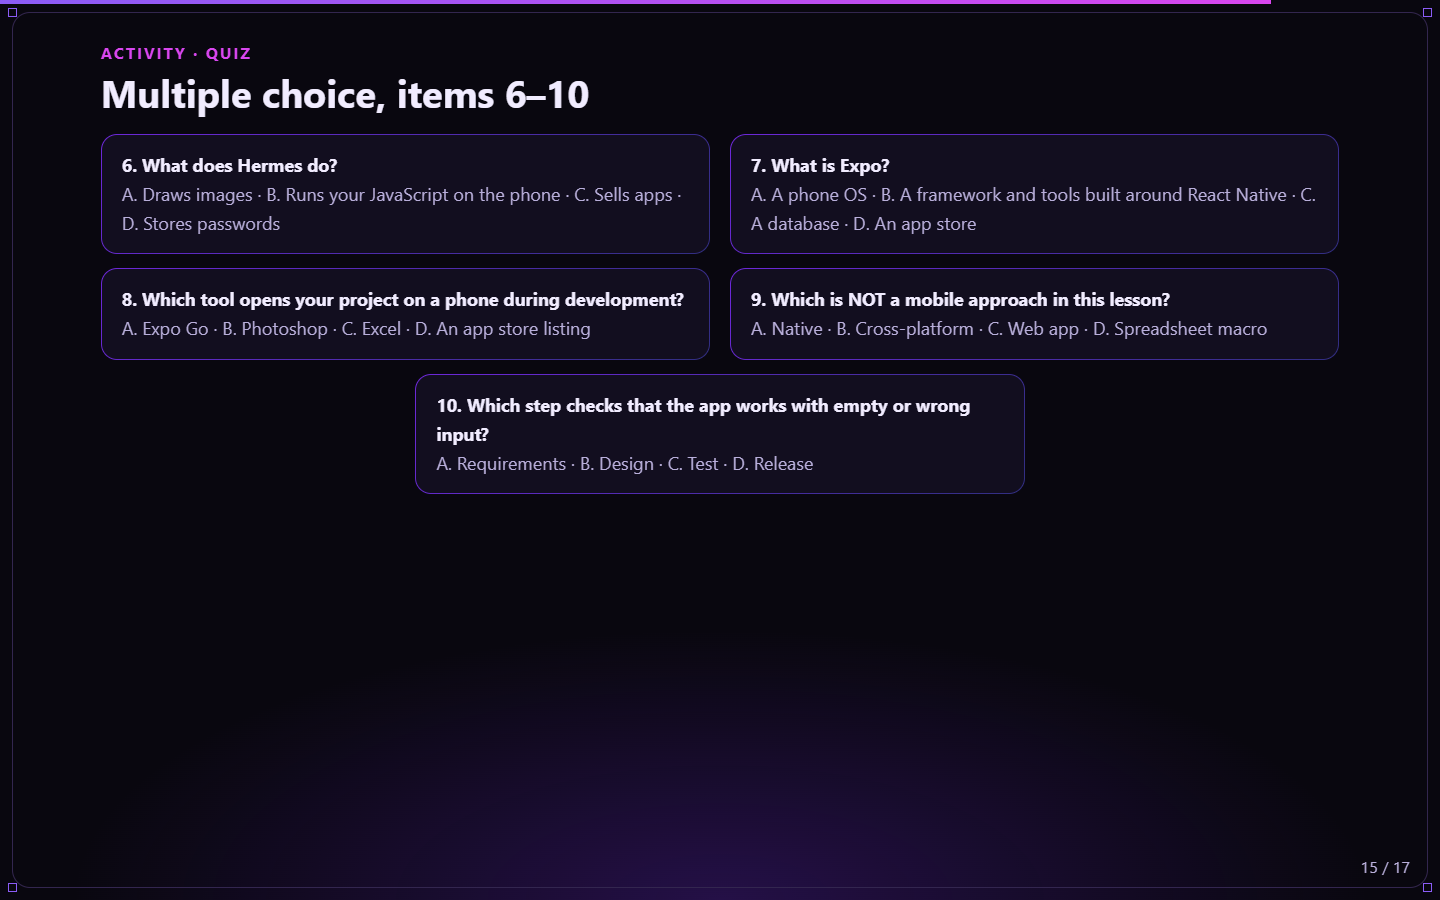 ACTIVITY · QUIZ
Multiple choice, items 6–10
6. What does Hermes do?
A. Draws images · B. Runs your JavaScript on the phone · C. Sells apps ·
D. Stores passwords
7. What is Expo?
A. A phone OS · B. A framework and tools built around React Native · C.
A database · D. An app store
8. Which tool opens your project on a phone during development?
A. Expo Go · B. Photoshop · C. Excel · D. An app store listing
9. Which is NOT a mobile approach in this lesson?
A. Native · B. Cross-platform · C. Web app · D. Spreadsheet macro
10. Which step checks that the app works with empty or wrong
input?
A. Requirements · B. Design · C. Test · D. Release
15 / 17